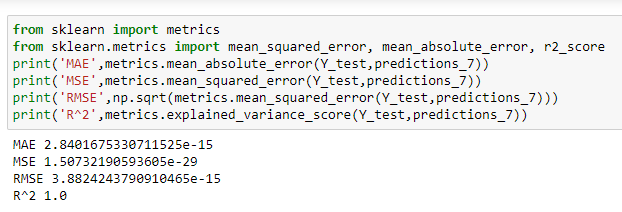 from sklearn import metrics
from sklearn.metrics import mean_squared_error, mean_absolute_error, r2_score
print('MAE',metrics.mean_absolute_error(Y_test,predictions_7))
print('MSE',metrics.mean_squared_error(Y_test,predictions_7))
print('RMSE',np.sqrt(metrics.mean_squared_error(Y_test,predictions_7)))
print('R^2',metrics.explained_variance_score(Y_test,predictions_7))
MAE 2.8401675330711525e-15
MSE 1.50732190593605e-29
RMSE 3.8824243790910465e-15
R^2 1.0